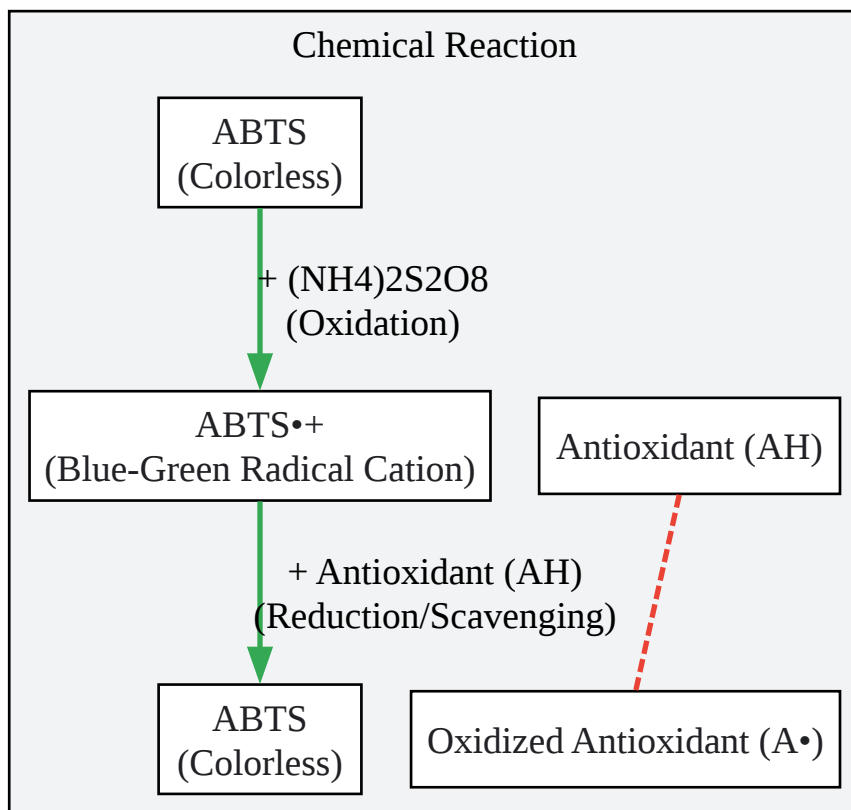 Chemical Reaction
ABTS
(Colorless)
+ (NH4)2S2O8
(Oxidation)
ABTS•+
(Blue-Green Radical Cation)
Antioxidant (AH)
+ Antioxidant (AH)
(Reduction/Scavenging)
ABTS
(Colorless)
Oxidized Antioxidant (A•)